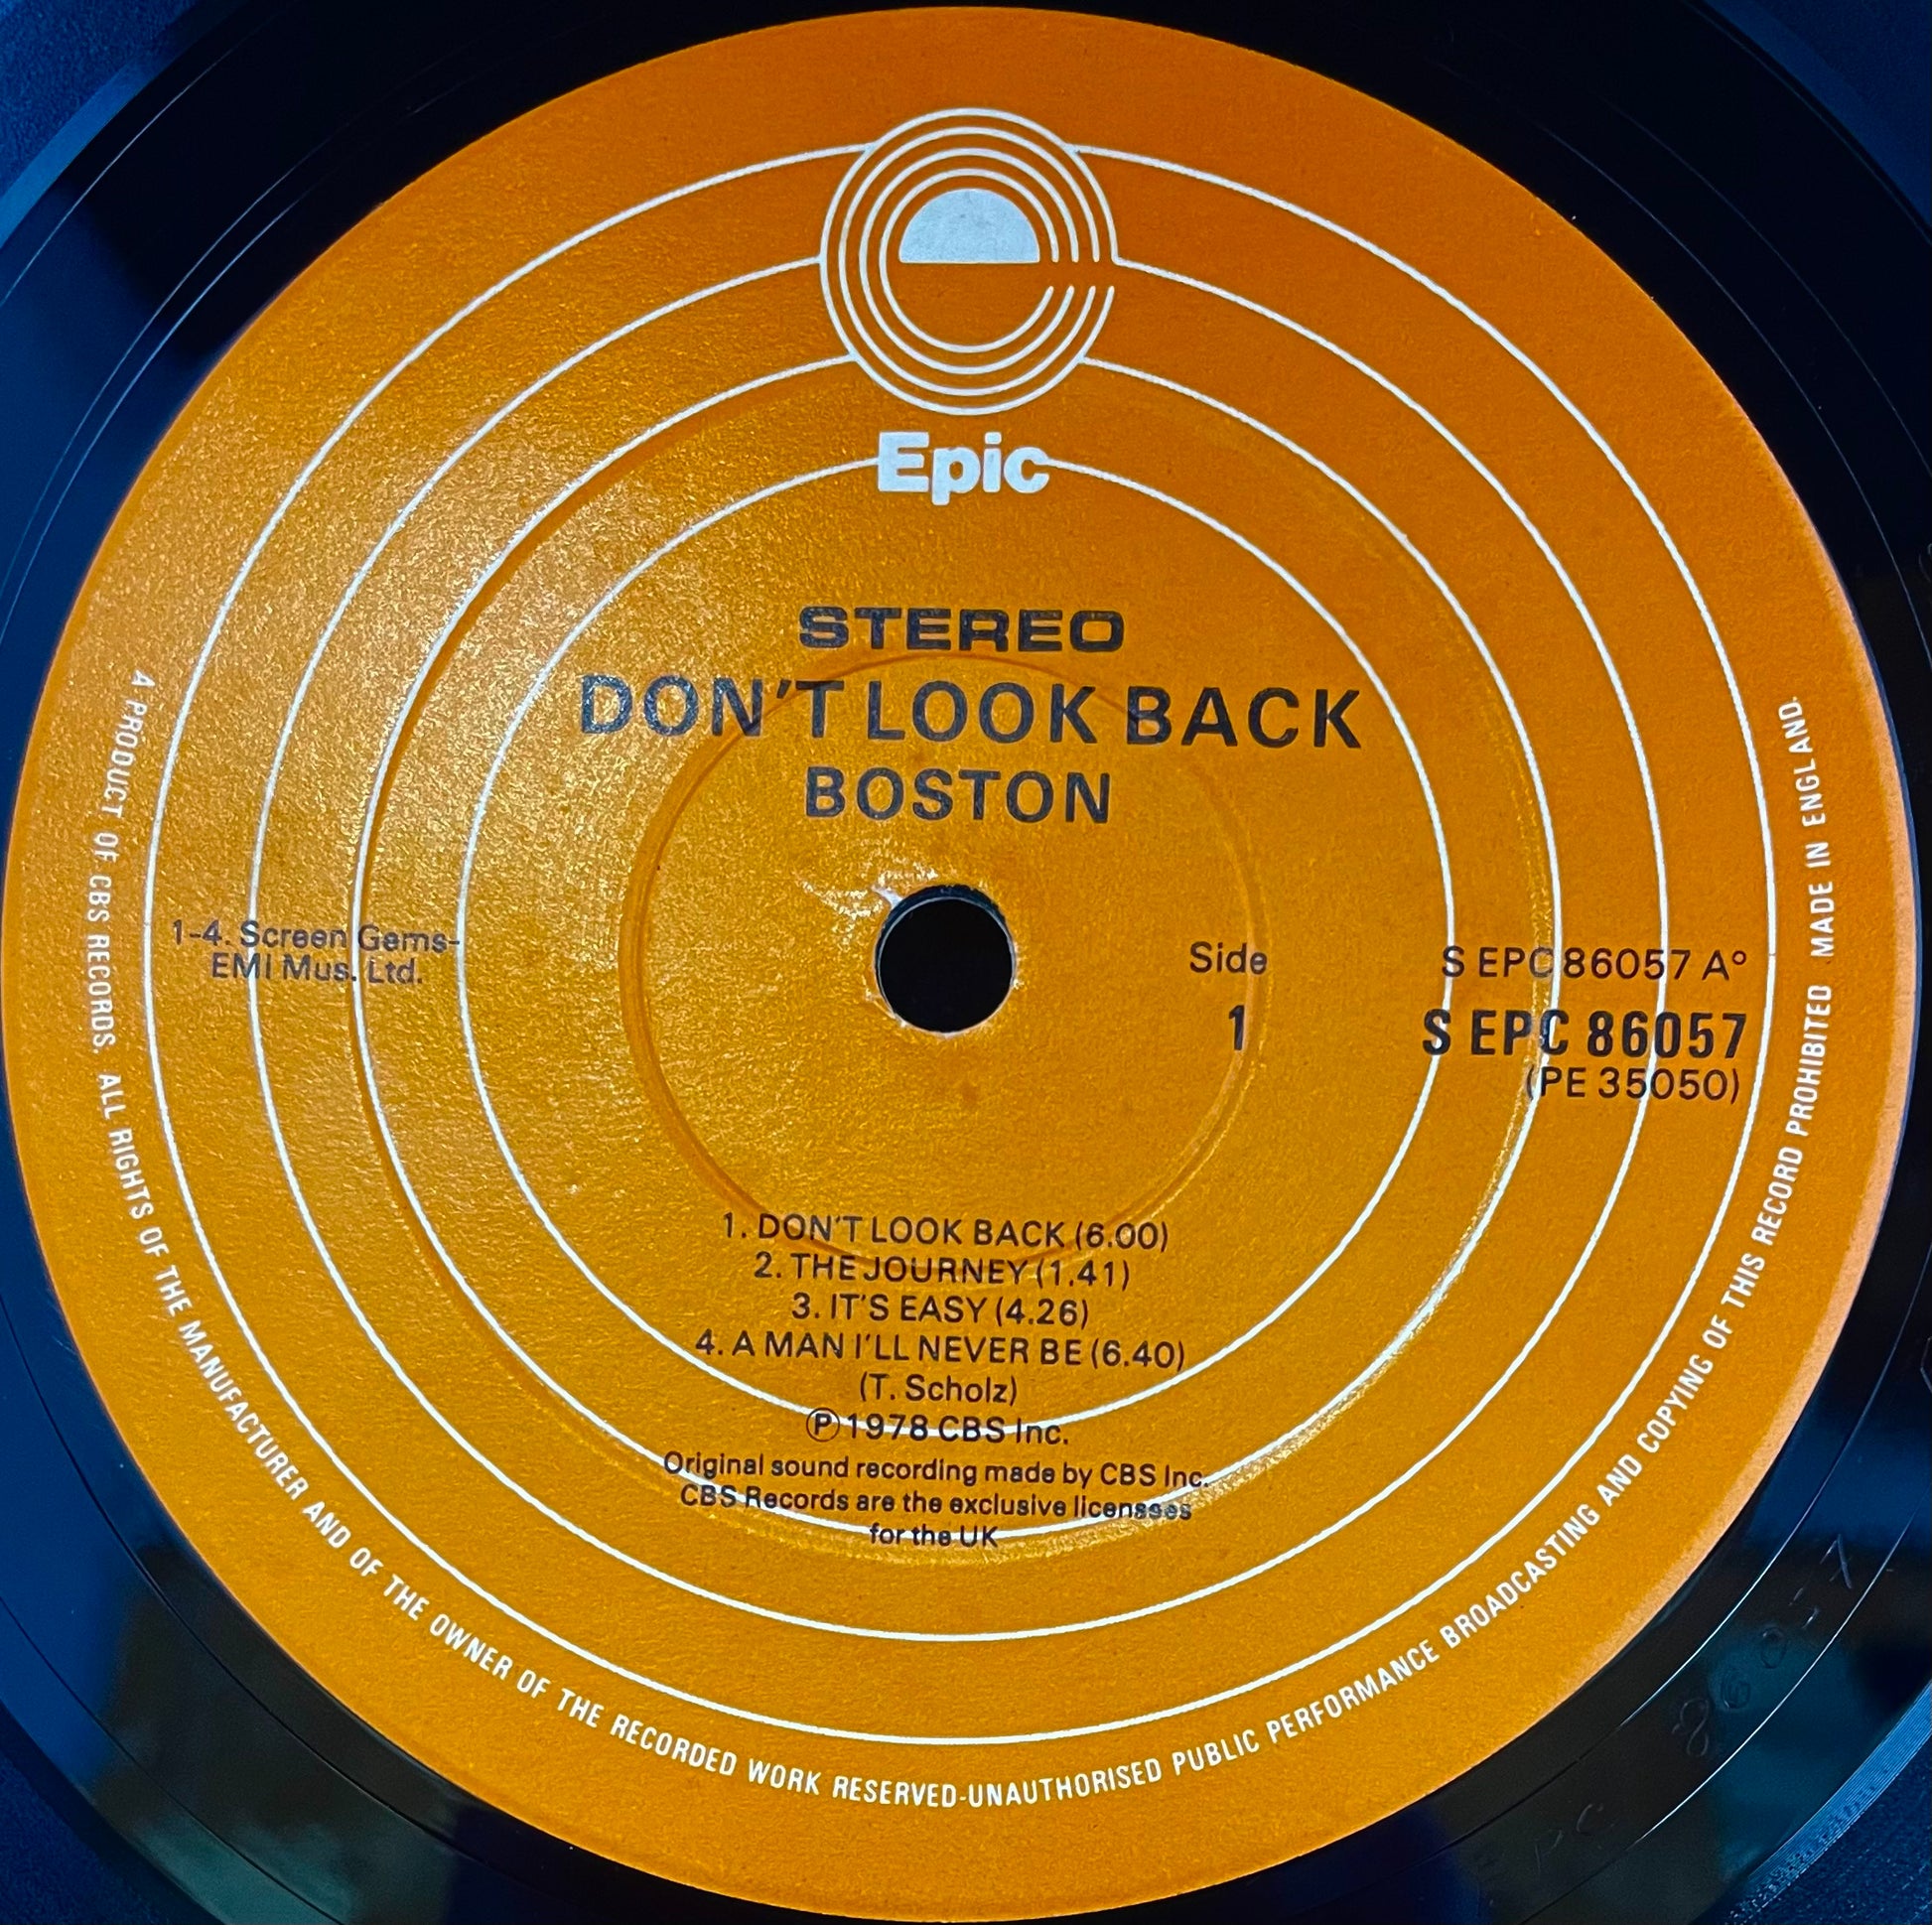 Epic
STEREO
DON'T LOOK BACK
BOSTON
1-4. Screen Gems-
EMI Mus. Ltd.
Side
1
S EPC 86057 A°
S EPC 86057
(PE 35050)
1. DON'T LOOK BACK (6.00)
2. THE JOURNEY (1.41)
3. IT'S EASY (4.26)
4. A MAN I'LL NEVER BE (6.40)
(T. Scholz)
Ⓟ1978 CBS Inc.
Original sound recording made by CBS Inc.
CBS Records are the exclusive licensees
for the UK
A PRODUCT OF CBS RECORDS. ALL RIGHTS OF THE MANUFACTURER AND OF THE OWNER OF THE RECORDED WORK RESERVED-UNAUTHORISED PUBLIC PERFORMANCE BROADCASTING AND COPYING OF THIS RECORD PROHIBITED MADE IN ENGLAND.